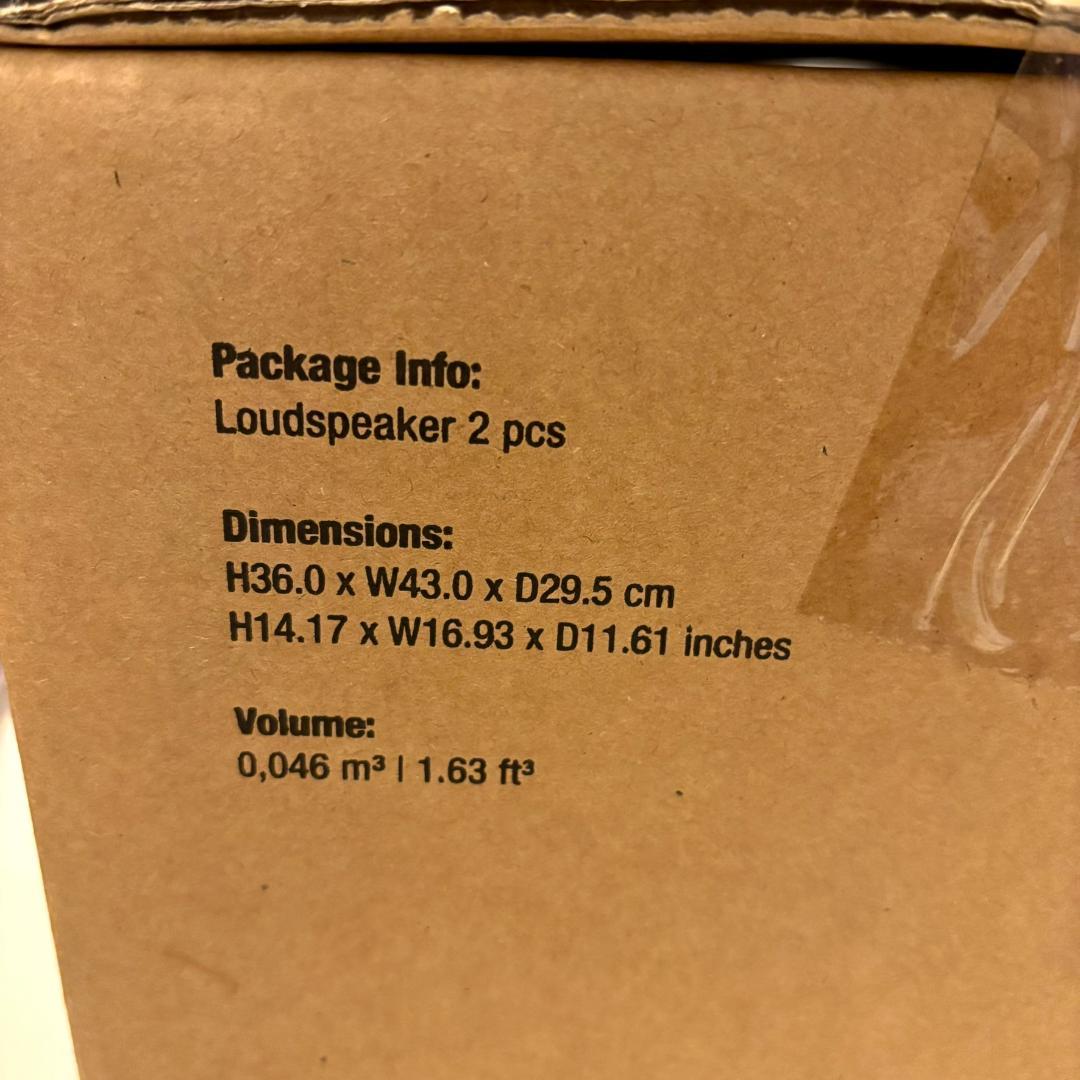 Package Info:
Loudspeaker 2 pcs
Dimensions:
H36.0 x W43.0 x D29.5 cm
H14.17 x W16.93 x D11.61 inches
Volume:
0,046 m³ | 1.63 ft³